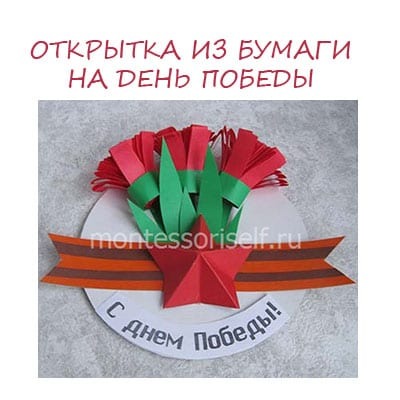 ОТКРЫТКА ИЗ БУМАГИ
НА ДЕНЬ ПОБЕДЫ
montessoriself.ru
С Днем Победы!